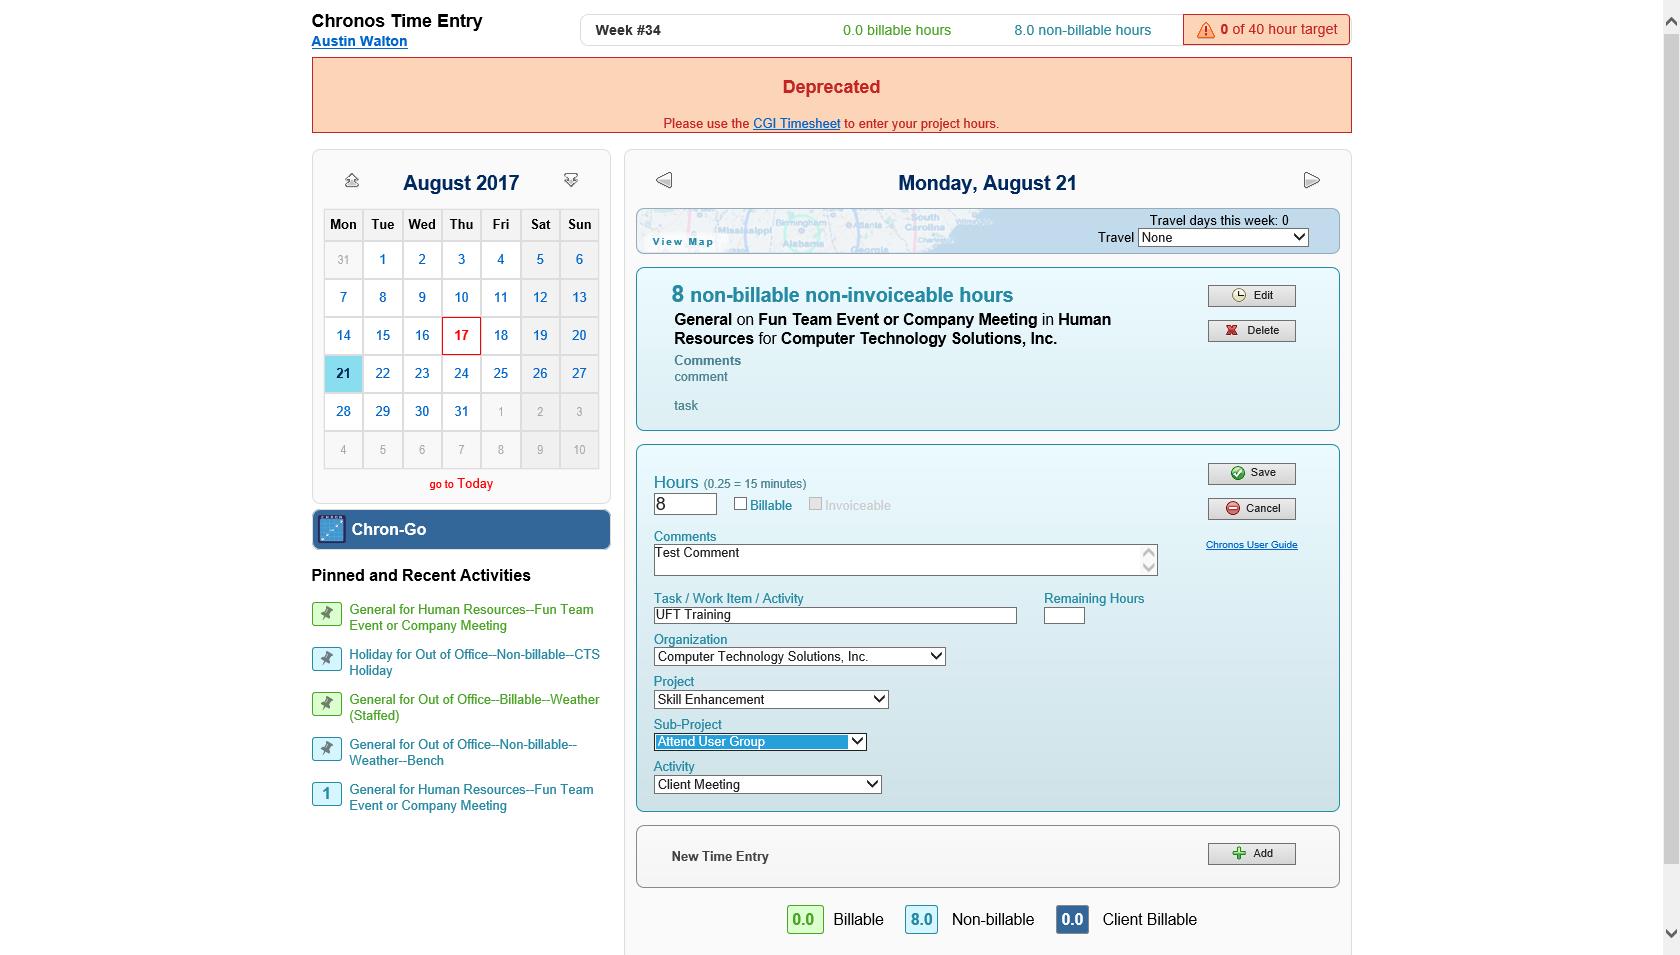 Chronos Time Entry
Austin Walton
Week #34
0.0 billable hours
8.0 non-billable hours
0 of 40 hour target
Deprecated
Please use the CGI Timesheet to enter your project hours.
August 2017
Mon Tue Wed Thu Fri Sat Sun
31 1 2 3 4 5 6
7 8 9 10 11 12 13
14 15 16 17 18 19 20
21 22 23 24 25 26 27
28 29 30 31 1 2 3
4 5 6 7 8 9 10
go to Today
Chron-Go
Pinned and Recent Activities
General for Human Resources--Fun Team
Event or Company Meeting
Holiday for Out of Office--Non-billable--CTS
Holiday
General for Out of Office--Billable--Weather
(Staffed)
General for Out of Office--Non-billable--
Weather--Bench
1
General for Human Resources--Fun Team
Event or Company Meeting
Monday, August 21
View Map
Mississippi
Birmingham
Alabama
Atlanta
Georgia
South
Carolina
Travel days this week: 0
Travel None
8 non-billable non-invoiceable hours
General on Fun Team Event or Company Meeting in Human
Resources for Computer Technology Solutions, Inc.
Comments
comment
task
Edit
Delete
Hours (0.25 = 15 minutes)
8 Billable Invoiceable
Comments
Test Comment
Task / Work Item / Activity Remaining Hours
UFT Training
Organization
Computer Technology Solutions, Inc.
Project
Skill Enhancement
Sub-Project
Attend User Group
Activity
Client Meeting
Save
Cancel
Chronos User Guide
New Time Entry
Add
0.0 Billable 8.0 Non-billable 0.0 Client Billable